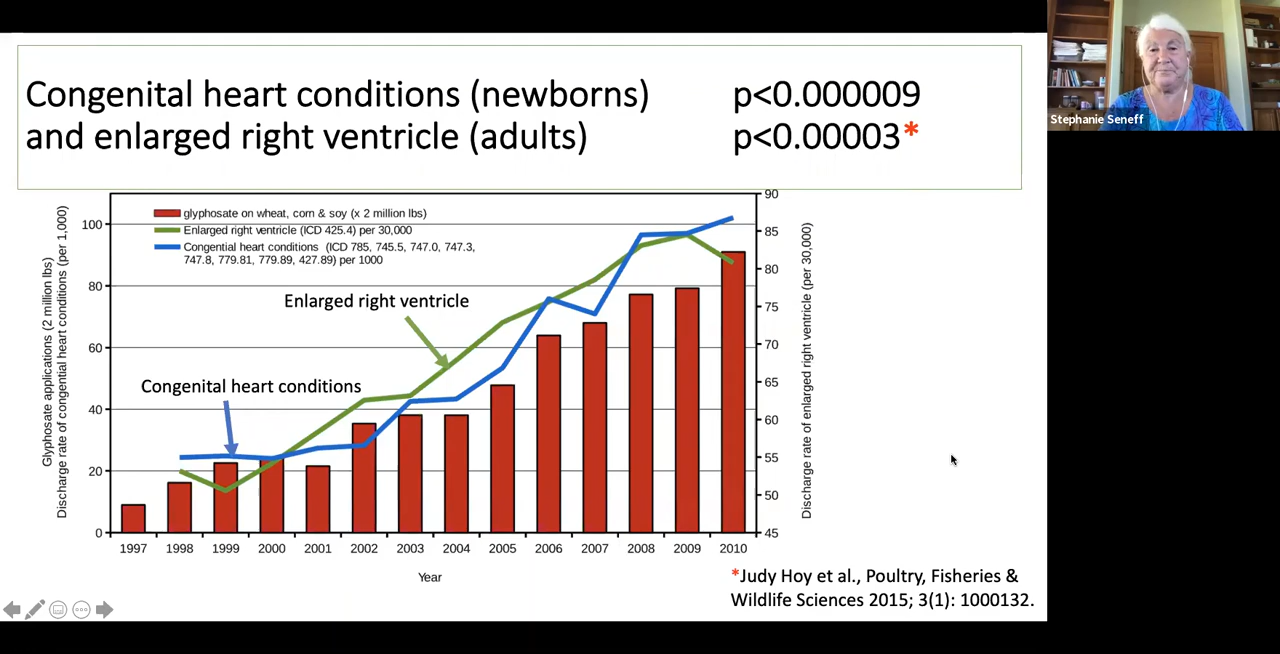 Congenital heart conditions (newborns) p<0.000009
and enlarged right ventricle (adults) p<0.00003*
Stephanie Seneff
glyphosate on wheat, corn & soy (x 2 million lbs)
Enlarged right ventricle (ICD 425.4) per 30,000
Congential heart conditions (ICD 785, 745.5, 747.0, 747.3,
747.8, 779.81, 779.89, 427.89) per 1000
Enlarged right ventricle
Congenital heart conditions
Glyphosate applications (2 million lbs)
Discharge rate of congenital heart conditions (per 1,000)
100
80
60
40
20
0
90
85
80
75
70
65
60
55
50
45
Discharge rate of enlarged right ventricle (per 30,000)
1997 1998 1999 2000 2001 2002 2003 2004 2005 2006 2007 2008 2009 2010
Year
*Judy Hoy et al., Poultry, Fisheries &
Wildlife Sciences 2015; 3(1): 1000132.